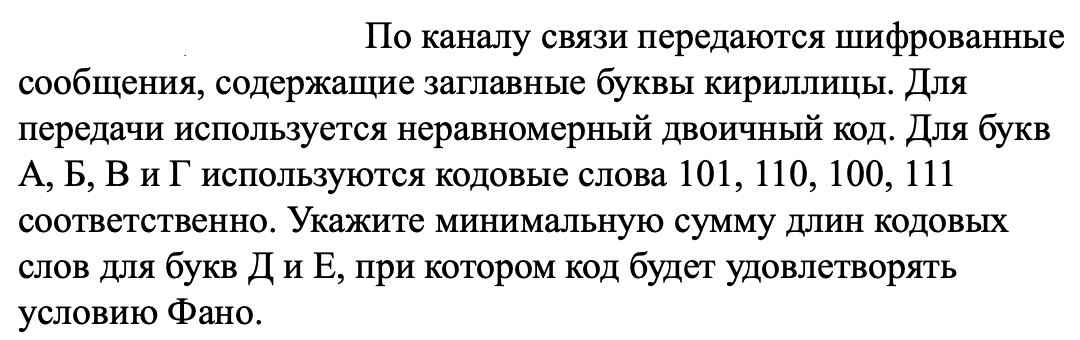 По каналу связи передаются шифрованные
сообщения, содержащие заглавные буквы кириллицы. Для
передачи используется неравномерный двоичный код. Для букв
А, Б, В и Г используются кодовые слова 101, 110, 100, 111
соответственно. Укажите минимальную сумму длин кодовых
слов для букв Д и Е, при котором код будет удовлетворять
условию Фано.